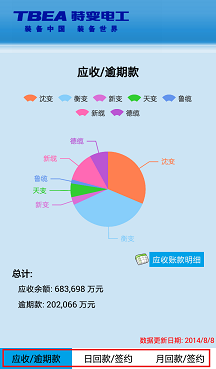 TBEA 特变电工
装备中国 装备世界
应收/逾期款
沈变 衡变 新变 天变 鲁缆
新缆 德缆
德缆
新缆
沈变
鲁缆
天变
新变
衡变
应收账款明细
总计:
应收余额: 683,698 万元
逾期款: 202,066 万元
数据更新日期: 2014/8/8
应收/逾期款 日回款/签约 月回款/签约